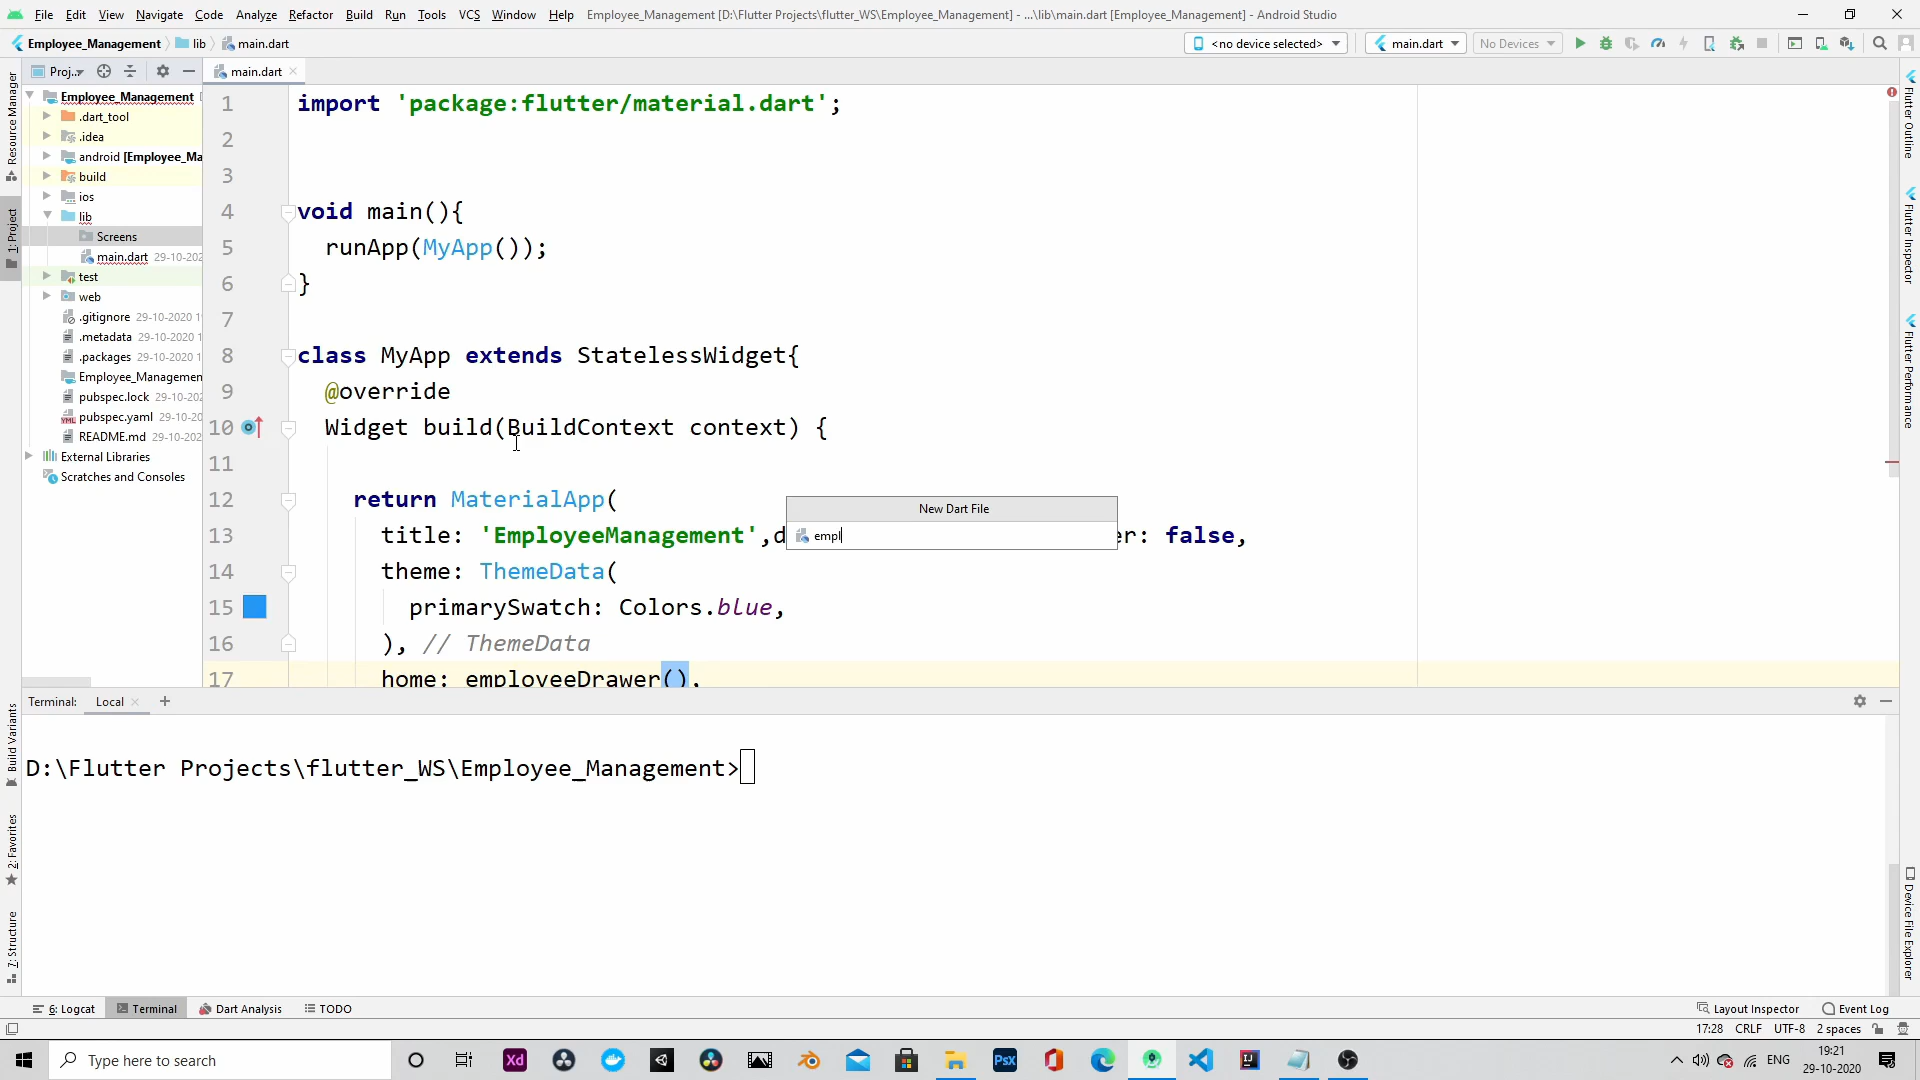 File Edit View Navigate Code Analyze Refactor Build Run Tools VCS Window Help Employee_Management [D:\Flutter Projects\flutter_WS\Employee_Management] - ...\lib\main.dart [Employee_Management] - Android Studio
Employee_Management lib main.dart <no device selected> main.dart No Devices
Proj... main.dart
Employee_Management
.dart_tool
.idea
android [Employee_Ma
build
ios
lib
Screens
main.dart 29-10-202
test
web
.gitignore 29-10-2020 1
.metadata 29-10-2020 1
.packages 29-10-2020 1
Employee_Managemen
pubspec.lock 29-10-202
pubspec.yaml 29-10-20
README.md 29-10-202
External Libraries
Scratches and Consoles
1 import 'package:flutter/material.dart';
2
3
4 void main(){
5 runApp(MyApp());
6 }
7
8 class MyApp extends StatelessWidget{
9 @override
10 Widget build(BuildContext context) {
11
12 return MaterialApp(
13 title: 'EmployeeManagement',d er: false,
14 theme: ThemeData(
15 primarySwatch: Colors.blue,
16 ), // ThemeData
17 home: employeeDrawer(),
New Dart File
empl
Resource Manager
1: Project
Build Variants
2: Favorites
7: Structure
Flutter Outline
Flutter Inspector
Flutter Performance
Device File Explorer
Terminal: Local
D:\Flutter Projects\flutter_WS\Employee_Management>
6: Logcat Terminal Dart Analysis TODO Layout Inspector Event Log
17:28 CRLF UTF-8 2 spaces
Type here to search
Xd
PsX
IJ
ENG
19:21
29-10-2020